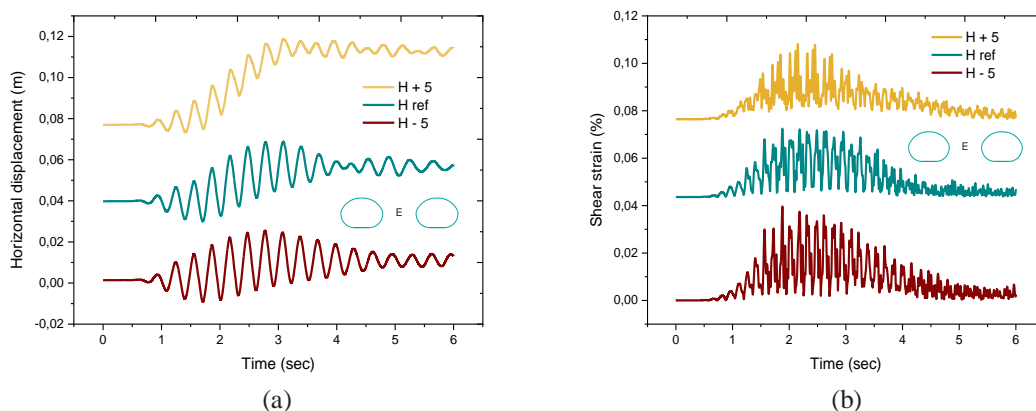 0,12
0,10
0,08
0,06
0,04
0,02
0,00
-0,02
Horizontal displacement (m)
H + 5
H ref
H - 5
E
0 1 2 3 4 5 6
Time (sec)
(a)
0,12
0,10
0,08
0,06
0,04
0,02
0,00
Shear strain (%)
H + 5
H ref
H - 5
E
0 1 2 3 4 5 6
Time (sec)
(b)